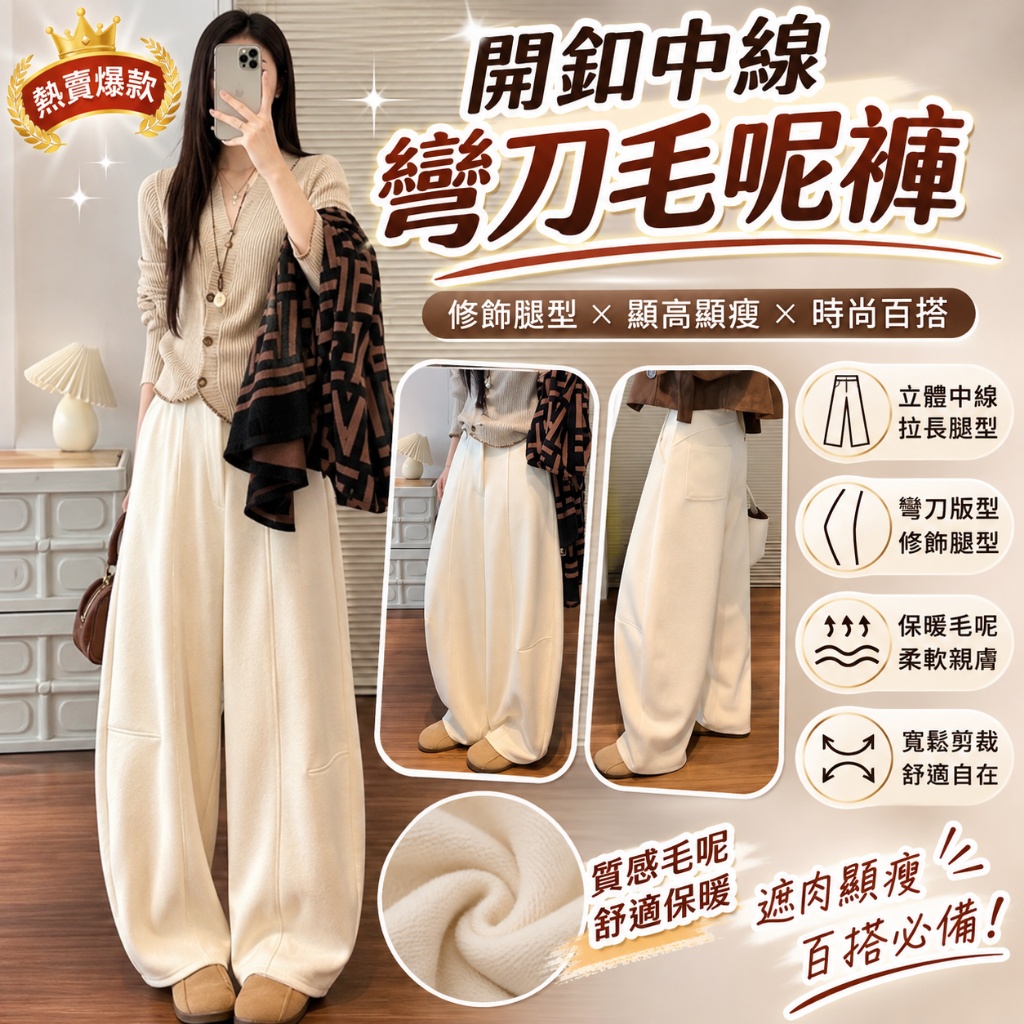 熱賣爆款
開釦中線
彎刀毛呢褲
修飾腿型 × 顯高顯瘦 × 時尚百搭
立體中線
拉長腿型
彎刀版型
修飾腿型
保暖毛呢
柔軟親膚
寬鬆剪裁
舒適自在
質感毛呢
舒適保暖
遮肉顯瘦
百搭必備!